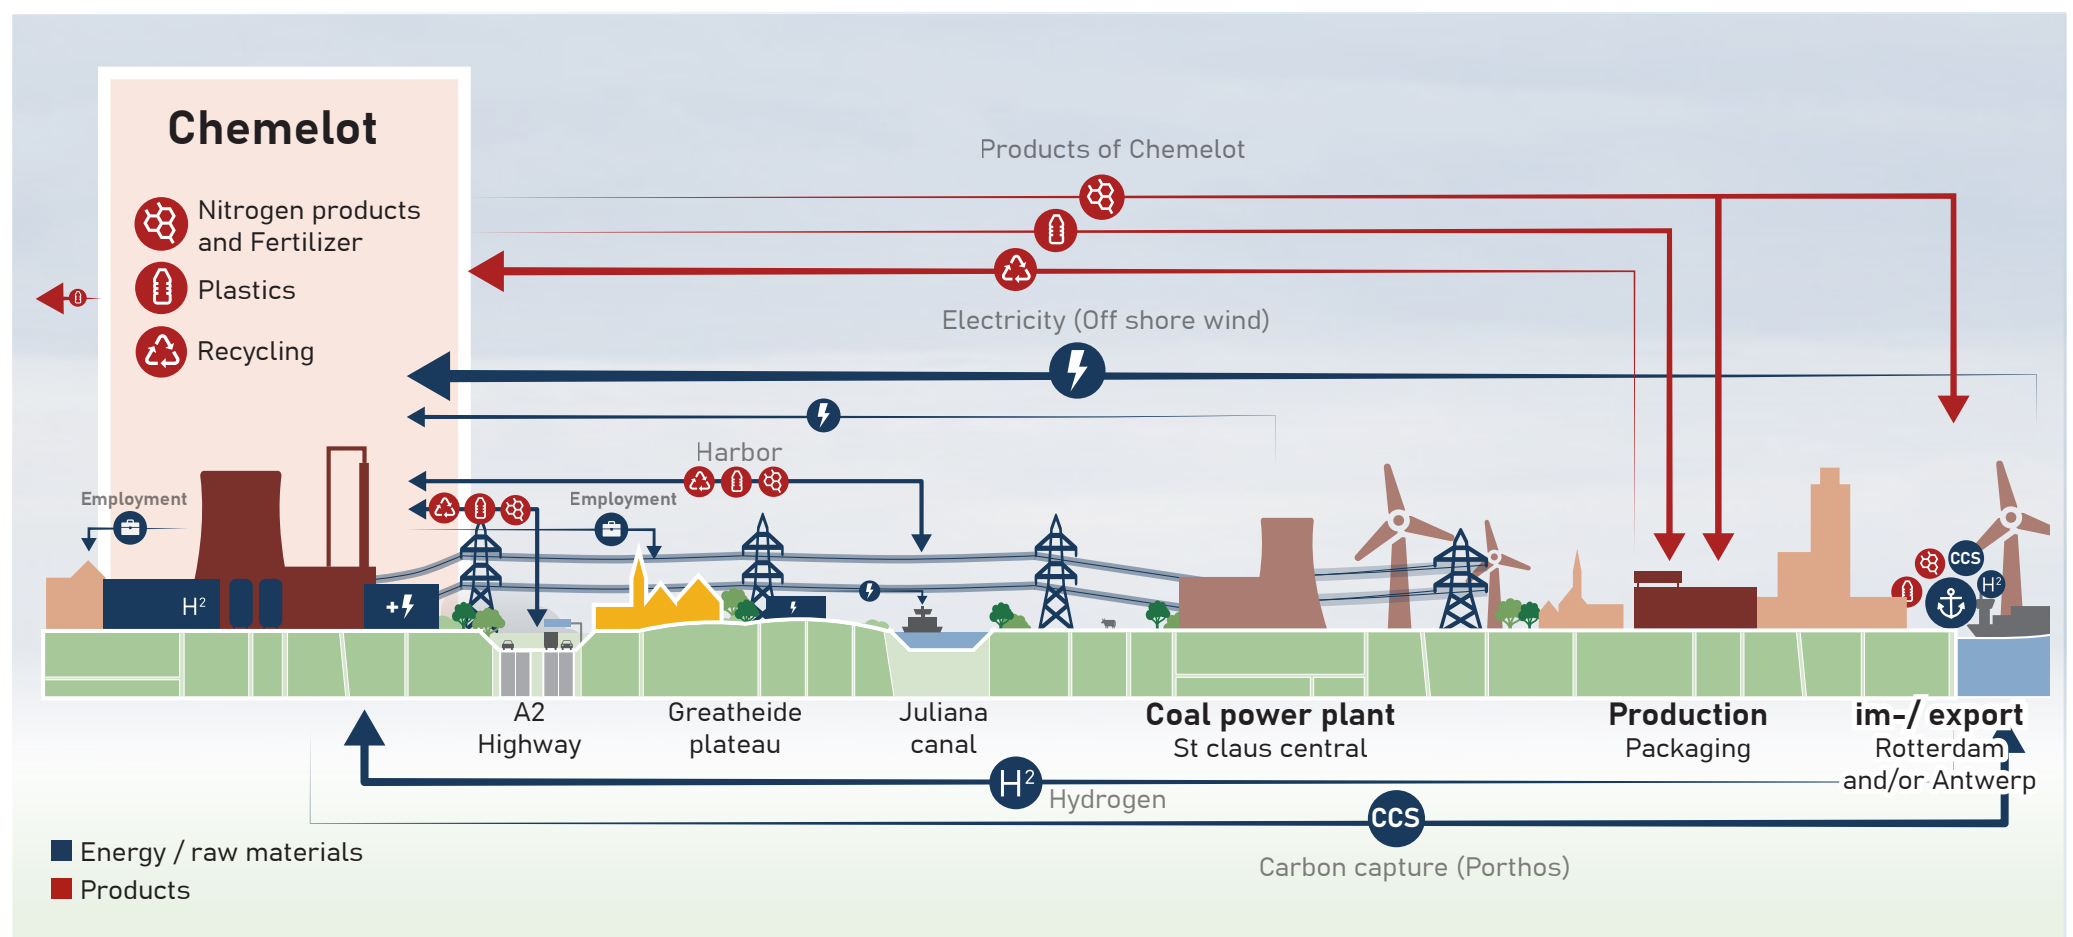 Chemelot
Nitrogen products
and Fertilizer
Plastics
Recycling
Products of Chemelot
Electricity (Off shore wind)
Harbor
Employment
Employment
H²
+
CCS
H²
A2
Highway
Greatheide
plateau
Juliana
canal
Coal power plant
St claus central
Production
Packaging
im-/ export
Rotterdam
and/or Antwerp
H²
Hydrogen
CCS
Carbon capture (Porthos)
Energy / raw materials
Products